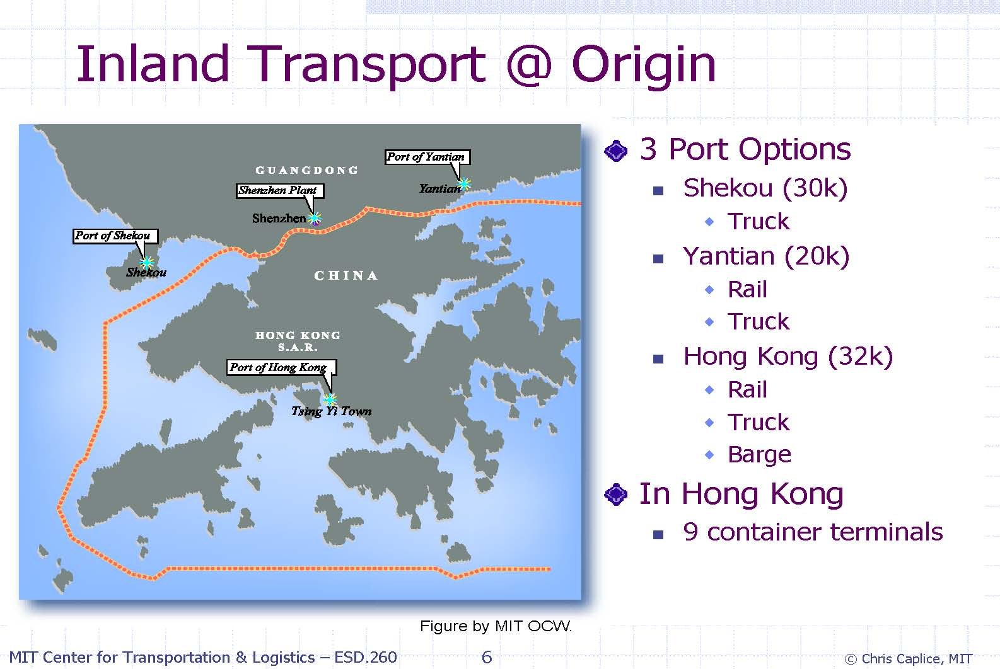 Inland Transport @ Origin
GUANGDONG
Port of Yantian
Yantian
Shenzhen Plant
Shenzhen
Port of Shekou
Shekou
CHINA
HONG KONG
S.A.R.
Port of Hong Kong
Tsing Yi Town
3 Port Options
Shekou (30k)
Truck
Yantian (20k)
Rail
Truck
Hong Kong (32k)
Rail
Truck
Barge
In Hong Kong
9 container terminals
Figure by MIT OCW.
MIT Center for Transportation & Logistics – ESD.260
6
© Chris Caplice, MIT